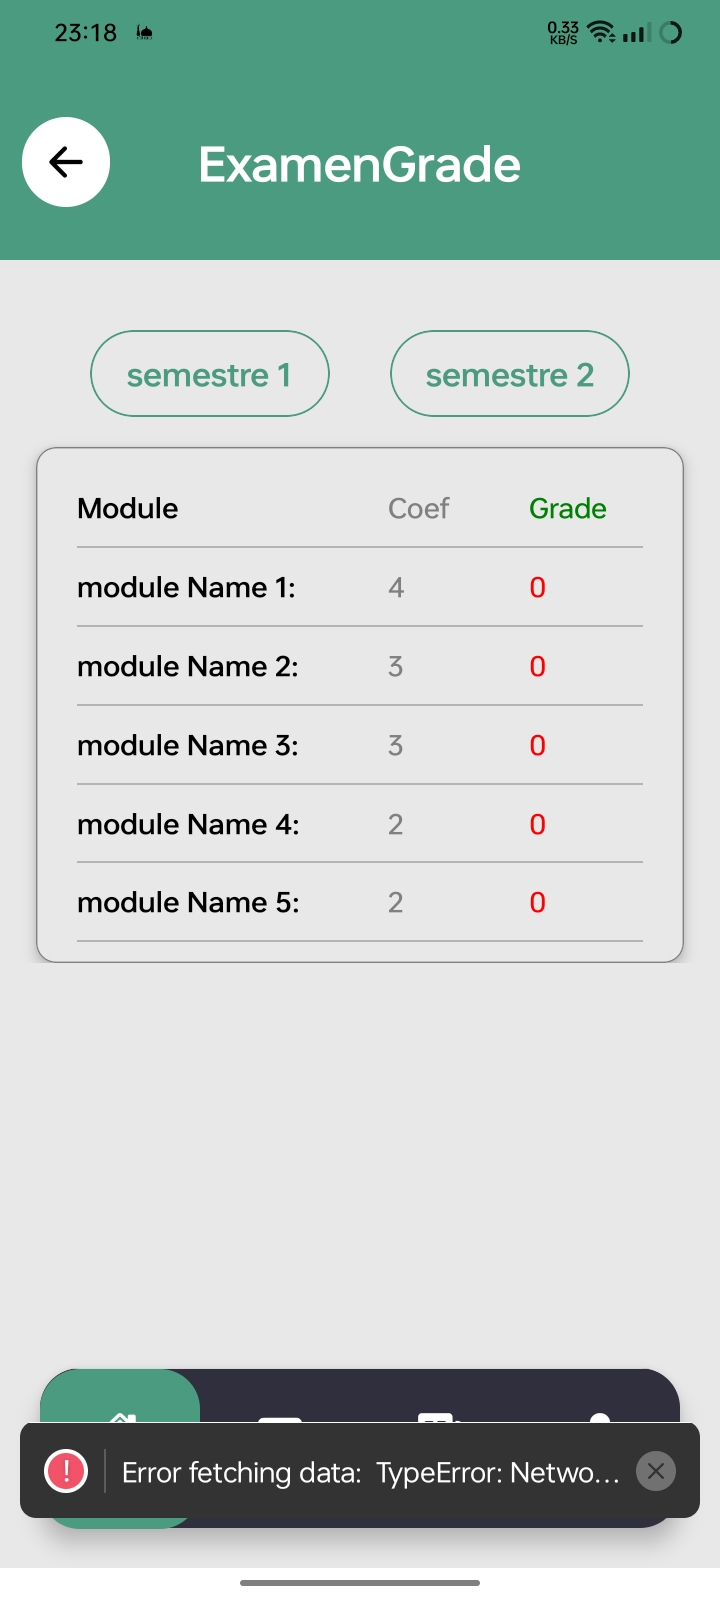 23:18
0.33
KB/S
ExamenGrade
semestre 1 semestre 2
Module Coef Grade
module Name 1: 4 0
module Name 2: 3 0
module Name 3: 3 0
module Name 4: 2 0
module Name 5: 2 0
! Error fetching data: TypeError: Netwo...